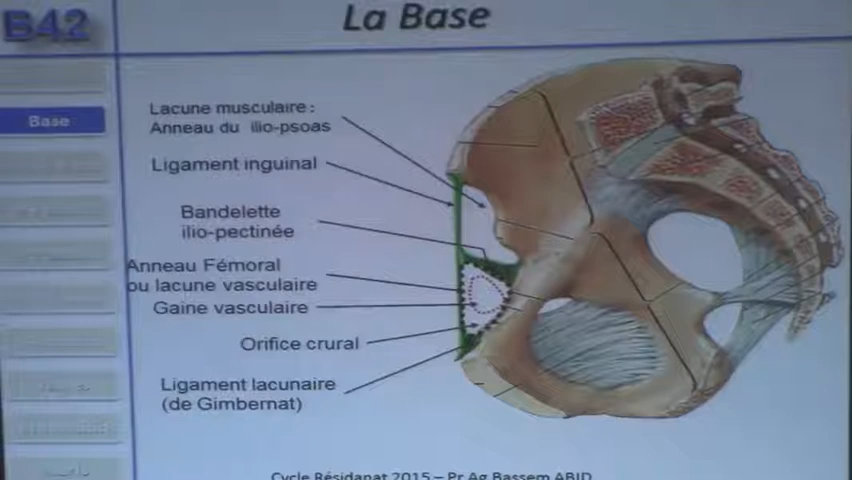 B42
La Base
Base
Lacune musculaire :
Anneau du ilio-psoas
Ligament inguinal
Bandelette
ilio-pectinée
Anneau Fémoral
ou lacune vasculaire
Gaine vasculaire
Orifice crural
Ligament lacunaire
(de Gimbernat)
Cycle Résidanat 2015 – Pr Ag Bassem ABID